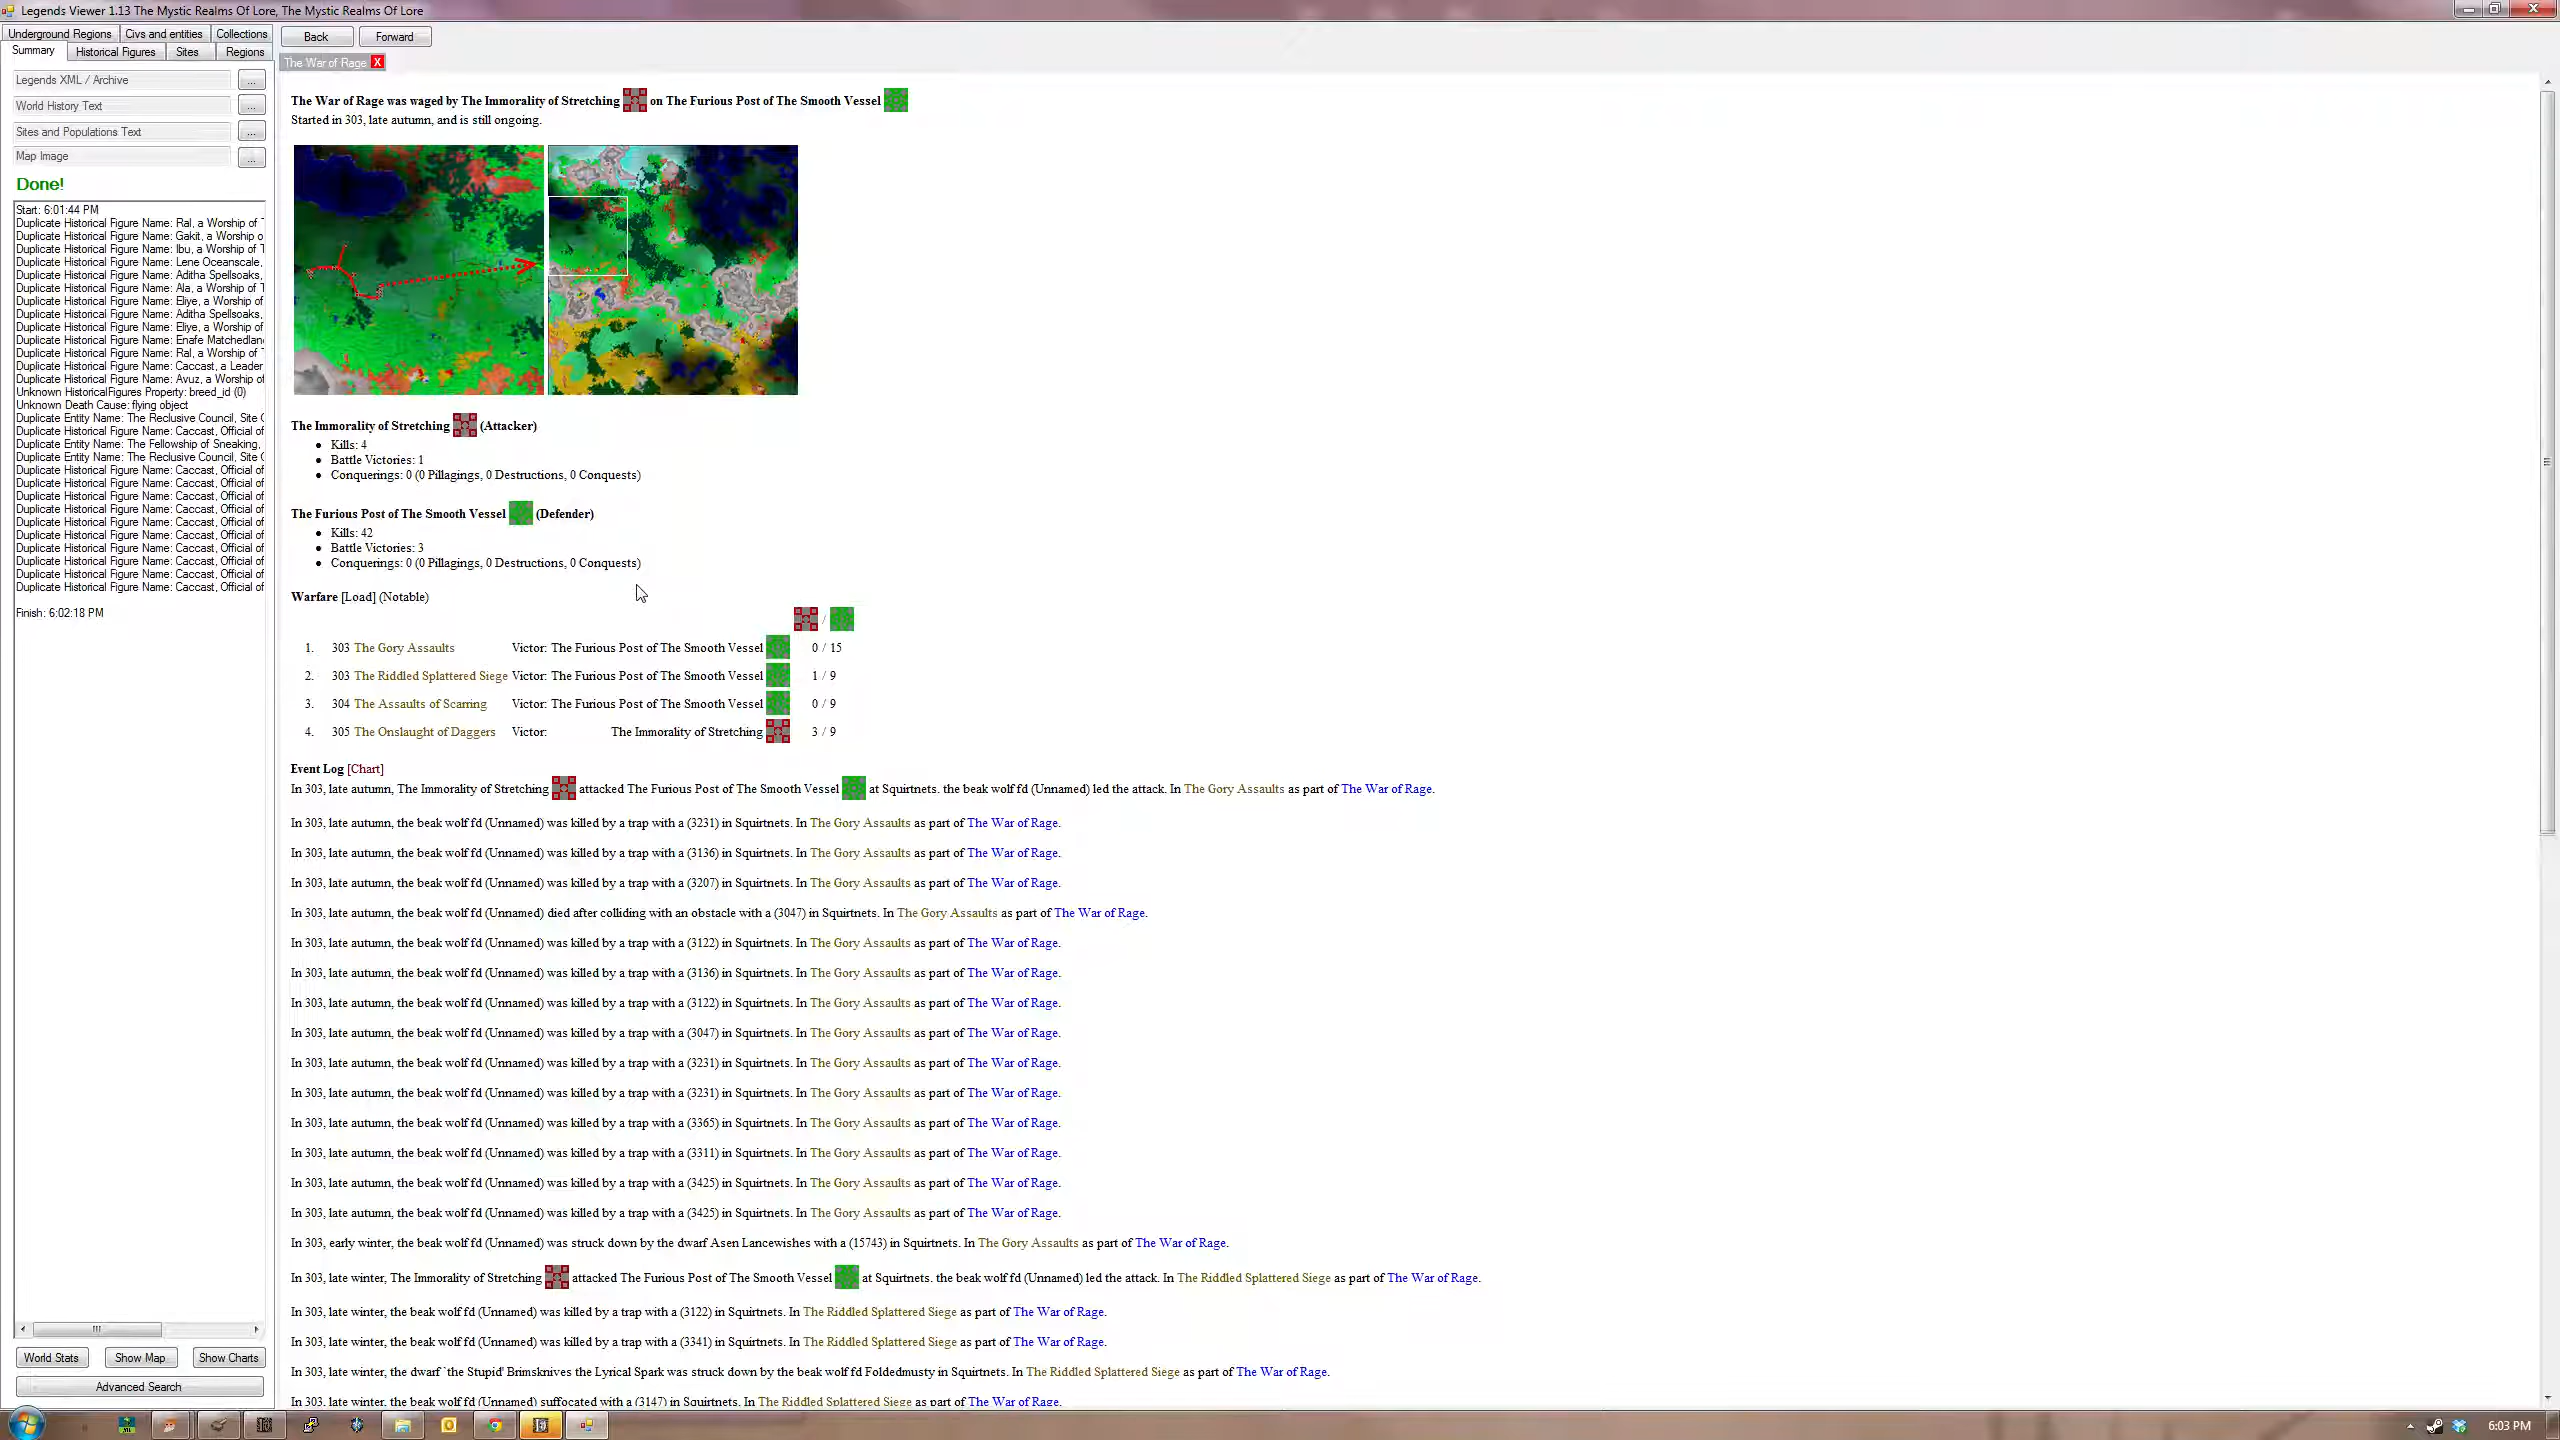 Legends Viewer 1.13 The Mystic Realms Of Lore, The Mystic Realms Of Lore
Underground Regions Civs and entities Collections
Summary Historical Figures Sites Regions
Back Forward
The War of Rage X
Legends XML / Archive ...
World History Text ...
Sites and Populations Text ...
Map Image ...
Done!
Start: 6:01:44 PM
Duplicate Historical Figure Name: Ral, a Worship of
Duplicate Historical Figure Name: Gakit, a Worship o
Duplicate Historical Figure Name: Ibu, a Worship of
Duplicate Historical Figure Name: Lene Oceanscale,
Duplicate Historical Figure Name: Aditha Spellsoaks,
Duplicate Historical Figure Name: Ala, a Worship of
Duplicate Historical Figure Name: Eliye, a Worship of
Duplicate Historical Figure Name: Aditha Spellsoaks,
Duplicate Historical Figure Name: Eliye, a Worship of
Duplicate Historical Figure Name: Enafe Matchedlan
Duplicate Historical Figure Name: Ral, a Worship of
Duplicate Historical Figure Name: Caccast, a Leader
Duplicate Historical Figure Name: Avuz, a Worship of
Unknown HistoricalFigures Property: breed_id (0)
Unknown Death Cause: flying object
Duplicate Entity Name: The Reclusive Council, Site
Duplicate Historical Figure Name: Caccast, Official of
Duplicate Entity Name: The Fellowship of Sneaking,
Duplicate Entity Name: The Reclusive Council, Site
Duplicate Historical Figure Name: Caccast, Official of
Duplicate Historical Figure Name: Caccast, Official of
Duplicate Historical Figure Name: Caccast, Official of
Duplicate Historical Figure Name: Caccast, Official of
Duplicate Historical Figure Name: Caccast, Official of
Duplicate Historical Figure Name: Caccast, Official of
Duplicate Historical Figure Name: Caccast, Official of
Duplicate Historical Figure Name: Caccast, Official of
Duplicate Historical Figure Name: Caccast, Official of
Duplicate Historical Figure Name: Caccast, Official of
Finish: 6:02:18 PM
World Stats Show Map Show Charts
Advanced Search
The War of Rage was waged by The Immorality of Stretching on The Furious Post of The Smooth Vessel
Started in 303, late autumn, and is still ongoing.
The Immorality of Stretching (Attacker)
Kills: 4
Battle Victories: 1
Conquerings: 0 (0 Pillagings, 0 Destructions, 0 Conquests)
The Furious Post of The Smooth Vessel (Defender)
Kills: 42
Battle Victories: 3
Conquerings: 0 (0 Pillagings, 0 Destructions, 0 Conquests)
Warfare [Load] (Notable)
/
1. 303 The Gory Assaults Victor: The Furious Post of The Smooth Vessel 0 / 15
2. 303 The Riddled Splattered Siege Victor: The Furious Post of The Smooth Vessel 1 / 9
3. 304 The Assaults of Scarring Victor: The Furious Post of The Smooth Vessel 0 / 9
4. 305 The Onslaught of Daggers Victor: The Immorality of Stretching 3 / 9
Event Log [Chart]
In 303, late autumn, The Immorality of Stretching attacked The Furious Post of The Smooth Vessel at Squirtnets. the beak wolf fd (Unnamed) led the attack. In The Gory Assaults as part of The War of Rage.
In 303, late autumn, the beak wolf fd (Unnamed) was killed by a trap with a (3231) in Squirtnets. In The Gory Assaults as part of The War of Rage.
In 303, late autumn, the beak wolf fd (Unnamed) was killed by a trap with a (3136) in Squirtnets. In The Gory Assaults as part of The War of Rage.
In 303, late autumn, the beak wolf fd (Unnamed) was killed by a trap with a (3207) in Squirtnets. In The Gory Assaults as part of The War of Rage.
In 303, late autumn, the beak wolf fd (Unnamed) died after colliding with an obstacle with a (3047) in Squirtnets. In The Gory Assaults as part of The War of Rage.
In 303, late autumn, the beak wolf fd (Unnamed) was killed by a trap with a (3122) in Squirtnets. In The Gory Assaults as part of The War of Rage.
In 303, late autumn, the beak wolf fd (Unnamed) was killed by a trap with a (3136) in Squirtnets. In The Gory Assaults as part of The War of Rage.
In 303, late autumn, the beak wolf fd (Unnamed) was killed by a trap with a (3122) in Squirtnets. In The Gory Assaults as part of The War of Rage.
In 303, late autumn, the beak wolf fd (Unnamed) was killed by a trap with a (3047) in Squirtnets. In The Gory Assaults as part of The War of Rage.
In 303, late autumn, the beak wolf fd (Unnamed) was killed by a trap with a (3231) in Squirtnets. In The Gory Assaults as part of The War of Rage.
In 303, late autumn, the beak wolf fd (Unnamed) was killed by a trap with a (3231) in Squirtnets. In The Gory Assaults as part of The War of Rage.
In 303, late autumn, the beak wolf fd (Unnamed) was killed by a trap with a (3365) in Squirtnets. In The Gory Assaults as part of The War of Rage.
In 303, late autumn, the beak wolf fd (Unnamed) was killed by a trap with a (3311) in Squirtnets. In The Gory Assaults as part of The War of Rage.
In 303, late autumn, the beak wolf fd (Unnamed) was killed by a trap with a (3425) in Squirtnets. In The Gory Assaults as part of The War of Rage.
In 303, late autumn, the beak wolf fd (Unnamed) was killed by a trap with a (3425) in Squirtnets. In The Gory Assaults as part of The War of Rage.
In 303, early winter, the beak wolf fd (Unnamed) was struck down by the dwarf Asen Lancewishes with a (15743) in Squirtnets. In The Gory Assaults as part of The War of Rage.
In 303, late winter, The Immorality of Stretching attacked The Furious Post of The Smooth Vessel at Squirtnets. the beak wolf fd (Unnamed) led the attack. In The Riddled Splattered Siege as part of The War of Rage.
In 303, late winter, the beak wolf fd (Unnamed) was killed by a trap with a (3122) in Squirtnets. In The Riddled Splattered Siege as part of The War of Rage.
In 303, late winter, the beak wolf fd (Unnamed) was killed by a trap with a (3341) in Squirtnets. In The Riddled Splattered Siege as part of The War of Rage.
In 303, late winter, the dwarf `the Stupid' Brimsknives the Lyrical Spark was struck down by the beak wolf fd Foldedmusty in Squirtnets. In The Riddled Splattered Siege as part of The War of Rage.
In 303, late winter, the beak wolf fd (Unnamed) suffocated with a (3147) in Squirtnets. In The Riddled Splattered Siege as part of The War of Rage.
6:03 PM